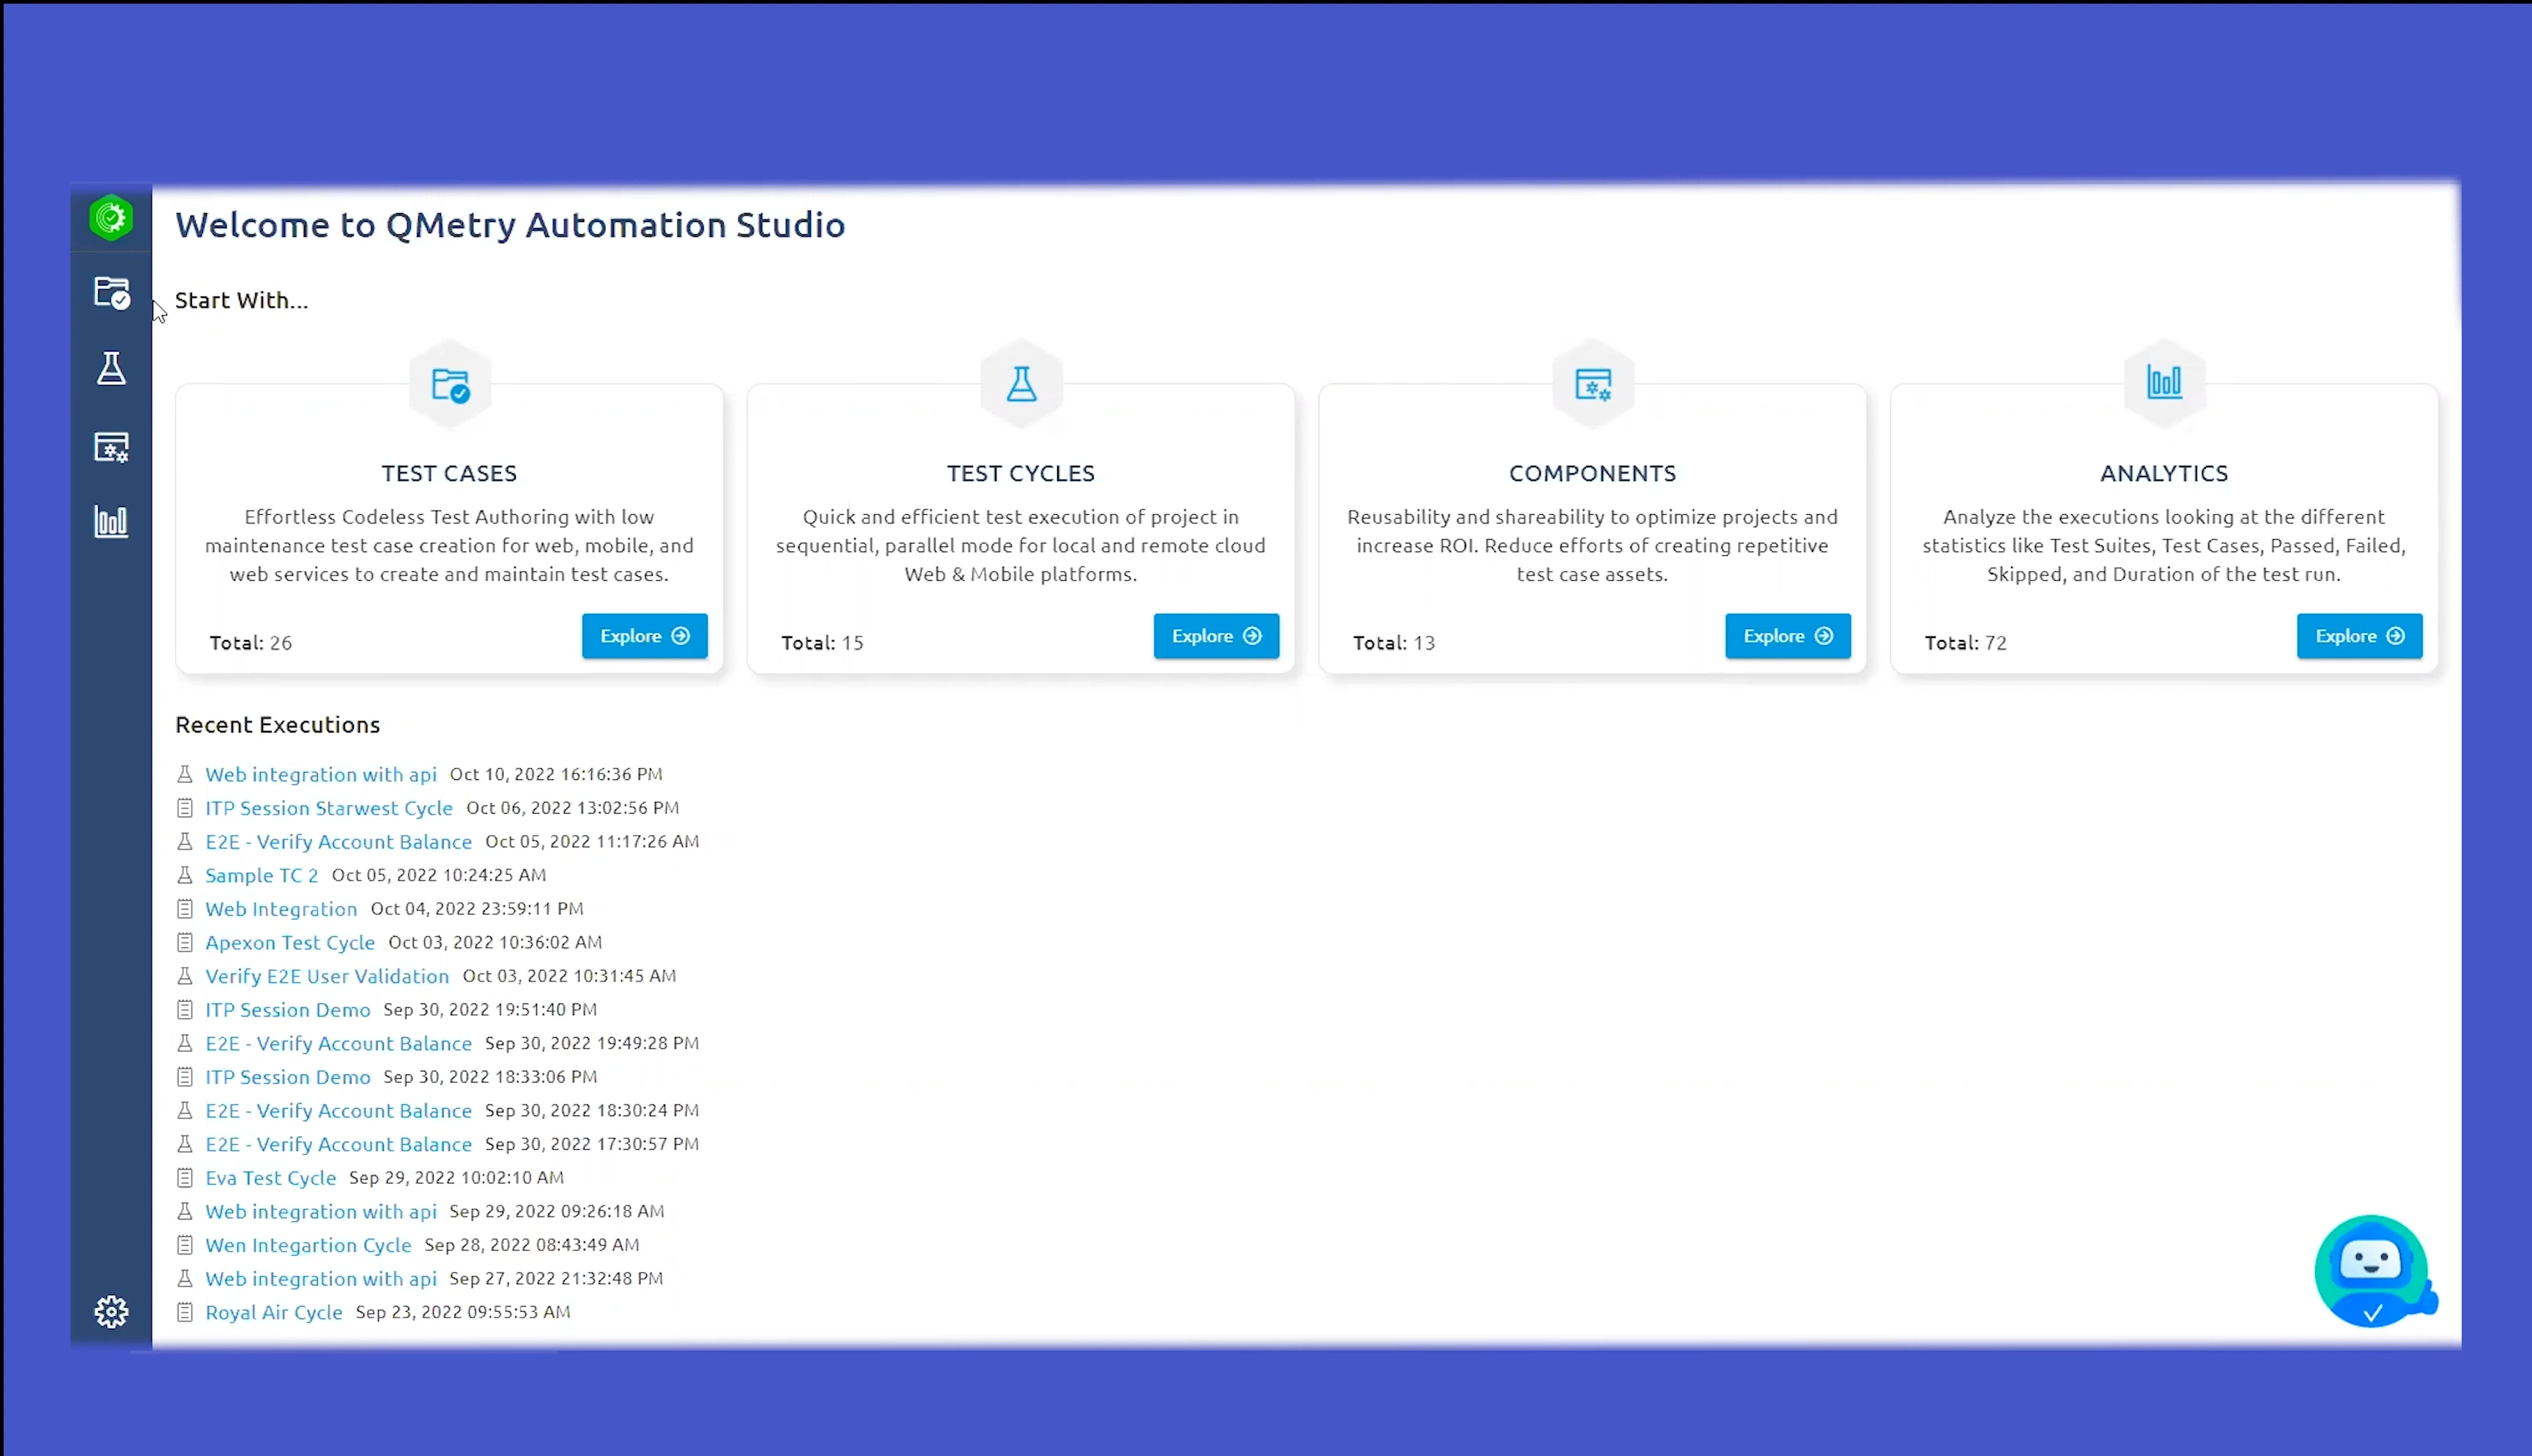 Welcome to QMetry Automation Studio
Start With...
TEST CASES
Effortless Codeless Test Authoring with low
maintenance test case creation for web, mobile, and
web services to create and maintain test cases.
Total: 26
Explore
TEST CYCLES
Quick and efficient test execution of project in
sequential, parallel mode for local and remote cloud
Web & Mobile platforms.
Total: 15
Explore
COMPONENTS
Reusability and shareability to optimize projects and
increase ROI. Reduce efforts of creating repetitive
test case assets.
Total: 13
Explore
ANALYTICS
Analyze the executions looking at the different
statistics like Test Suites, Test Cases, Passed, Failed,
Skipped, and Duration of the test run.
Total: 72
Explore
Recent Executions
Web integration with api Oct 10, 2022 16:16:36 PM
ITP Session Starwest Cycle Oct 06, 2022 13:02:56 PM
E2E - Verify Account Balance Oct 05, 2022 11:17:26 AM
Sample TC 2 Oct 05, 2022 10:24:25 AM
Web Integration Oct 04, 2022 23:59:11 PM
Apexon Test Cycle Oct 03, 2022 10:36:02 AM
Verify E2E User Validation Oct 03, 2022 10:31:45 AM
ITP Session Demo Sep 30, 2022 19:51:40 PM
E2E - Verify Account Balance Sep 30, 2022 19:49:28 PM
ITP Session Demo Sep 30, 2022 18:33:06 PM
E2E - Verify Account Balance Sep 30, 2022 18:30:24 PM
E2E - Verify Account Balance Sep 30, 2022 17:30:57 PM
Eva Test Cycle Sep 29, 2022 10:02:10 AM
Web integration with api Sep 29, 2022 09:26:18 AM
Wen Integartion Cycle Sep 28, 2022 08:43:49 AM
Web integration with api Sep 27, 2022 21:32:48 PM
Royal Air Cycle Sep 23, 2022 09:55:53 AM